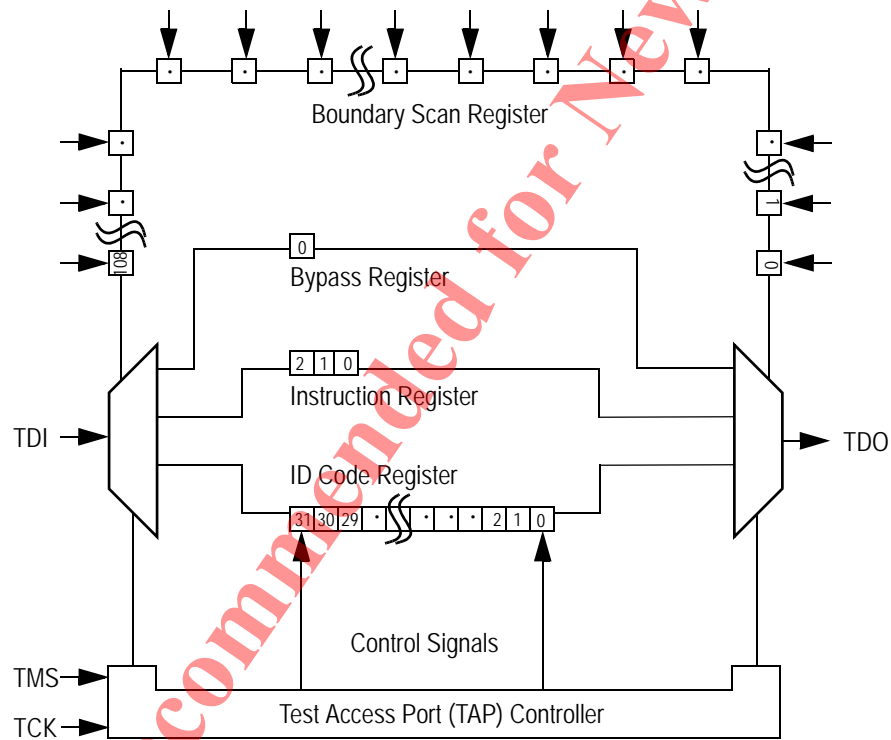 Boundary Scan Register
1
108
0
0
Bypass Register
2 1 0
Instruction Register
TDI
TDO
ID Code Register
31 30 29 · · · · · 2 1 0
Control Signals
TMS
Test Access Port (TAP) Controller
TCK
commended for New